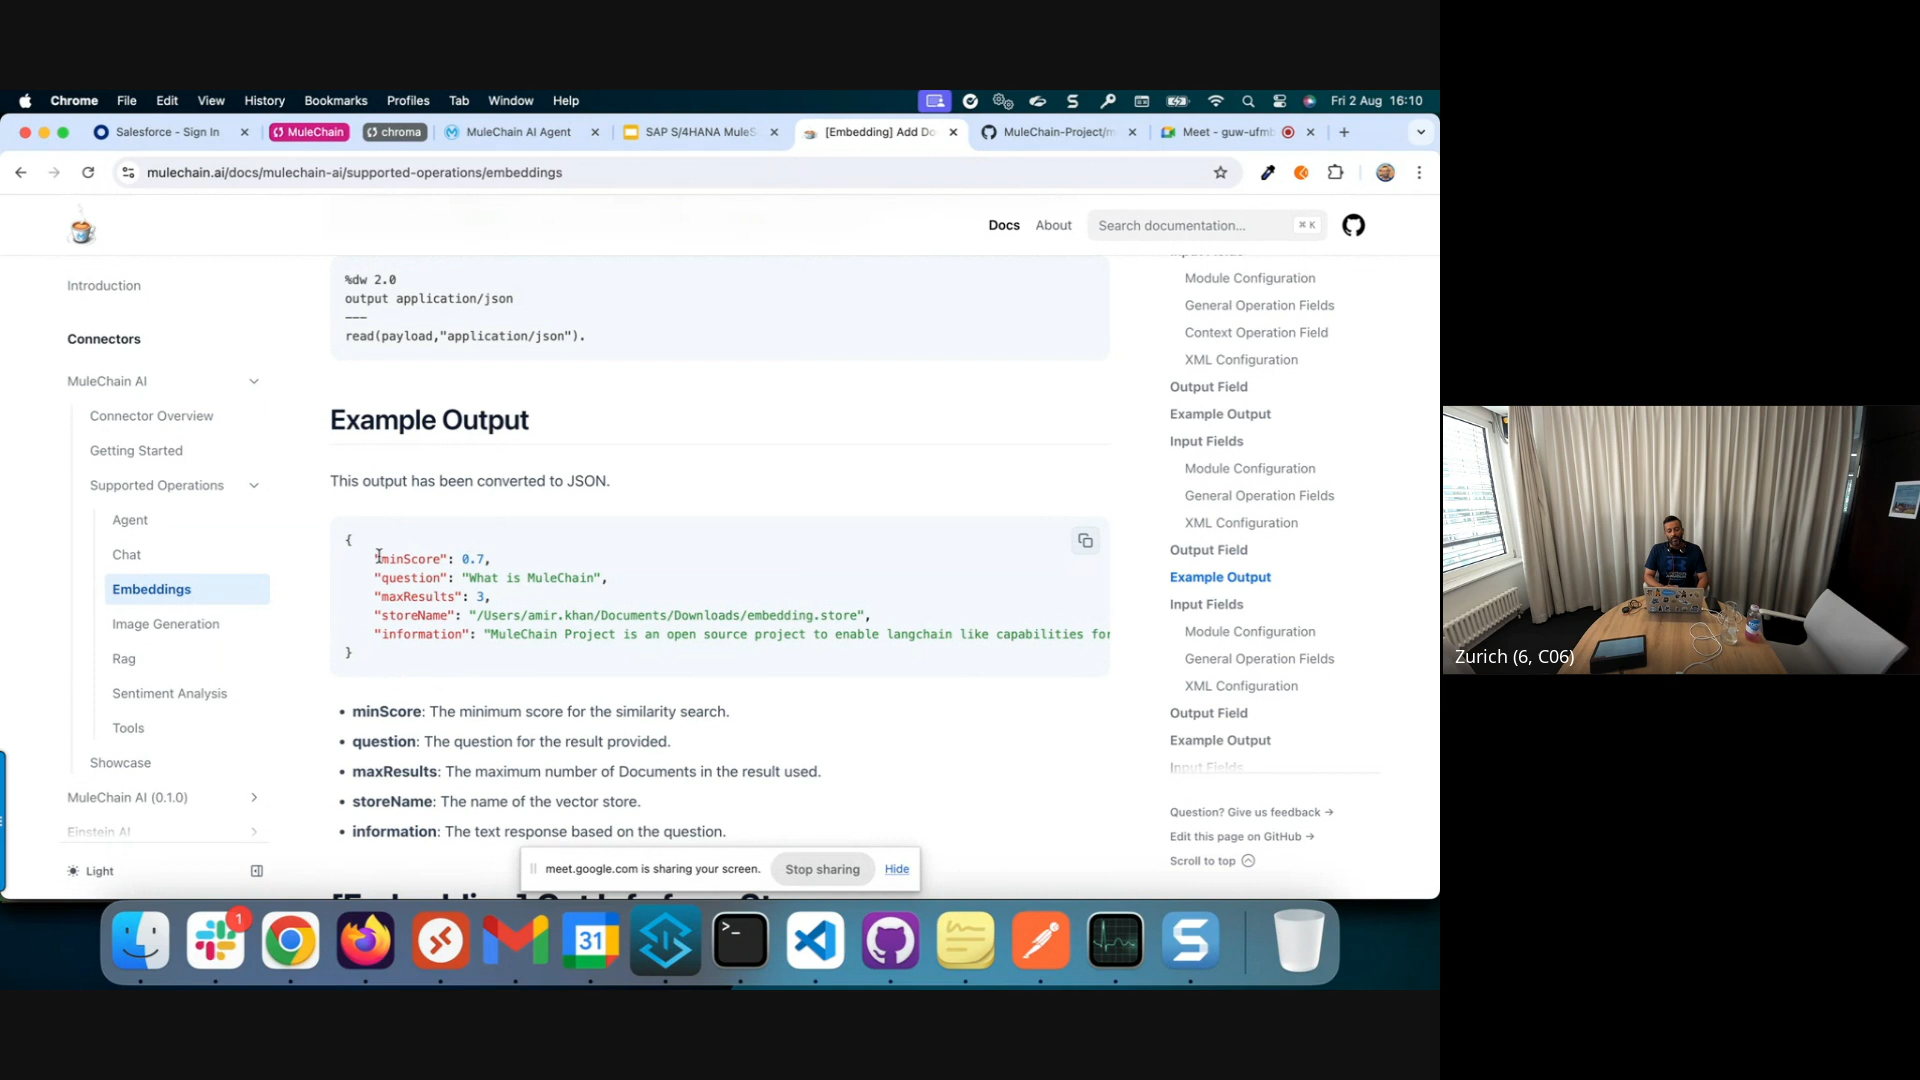 Chrome File Edit View History Bookmarks Profiles Tab Window Help
Fri 2 Aug 16:10
Salesforce - Sign In
MuleChain
chroma
MuleChain AI Agent
SAP S/4HANA MuleS
[Embedding] Add Do
MuleChain-Project/m
Meet - guw-ufmb
mulechain.ai/docs/mulechain-ai/supported-operations/embeddings
Docs
About
Search documentation...
⌘ K
Introduction
Connectors
MuleChain AI
Connector Overview
Getting Started
Supported Operations
Agent
Chat
Embeddings
Image Generation
Rag
Sentiment Analysis
Tools
Showcase
MuleChain AI (0.1.0)
Einstein AI
Light
%dw 2.0
output application/json
---
read(payload,"application/json").
Example Output
This output has been converted to JSON.
{
"minScore": 0.7,
"question": "What is MuleChain",
"maxResults": 3,
"storeName": "/Users/amir.khan/Documents/Downloads/embedding.store",
"information": "MuleChain Project is an open source project to enable langchain like capabilities for
}
• minScore: The minimum score for the similarity search.
• question: The question for the result provided.
• maxResults: The maximum number of Documents in the result used.
• storeName: The name of the vector store.
• information: The text response based on the question.
meet.google.com is sharing your screen.
Stop sharing
Hide
Input Fields
Module Configuration
General Operation Fields
Context Operation Field
XML Configuration
Output Field
Example Output
Input Fields
Module Configuration
General Operation Fields
XML Configuration
Output Field
Example Output
Input Fields
Module Configuration
General Operation Fields
XML Configuration
Output Field
Example Output
Input Fields
Question? Give us feedback →
Edit this page on GitHub →
Scroll to top
1
31
Zurich (6, C06)